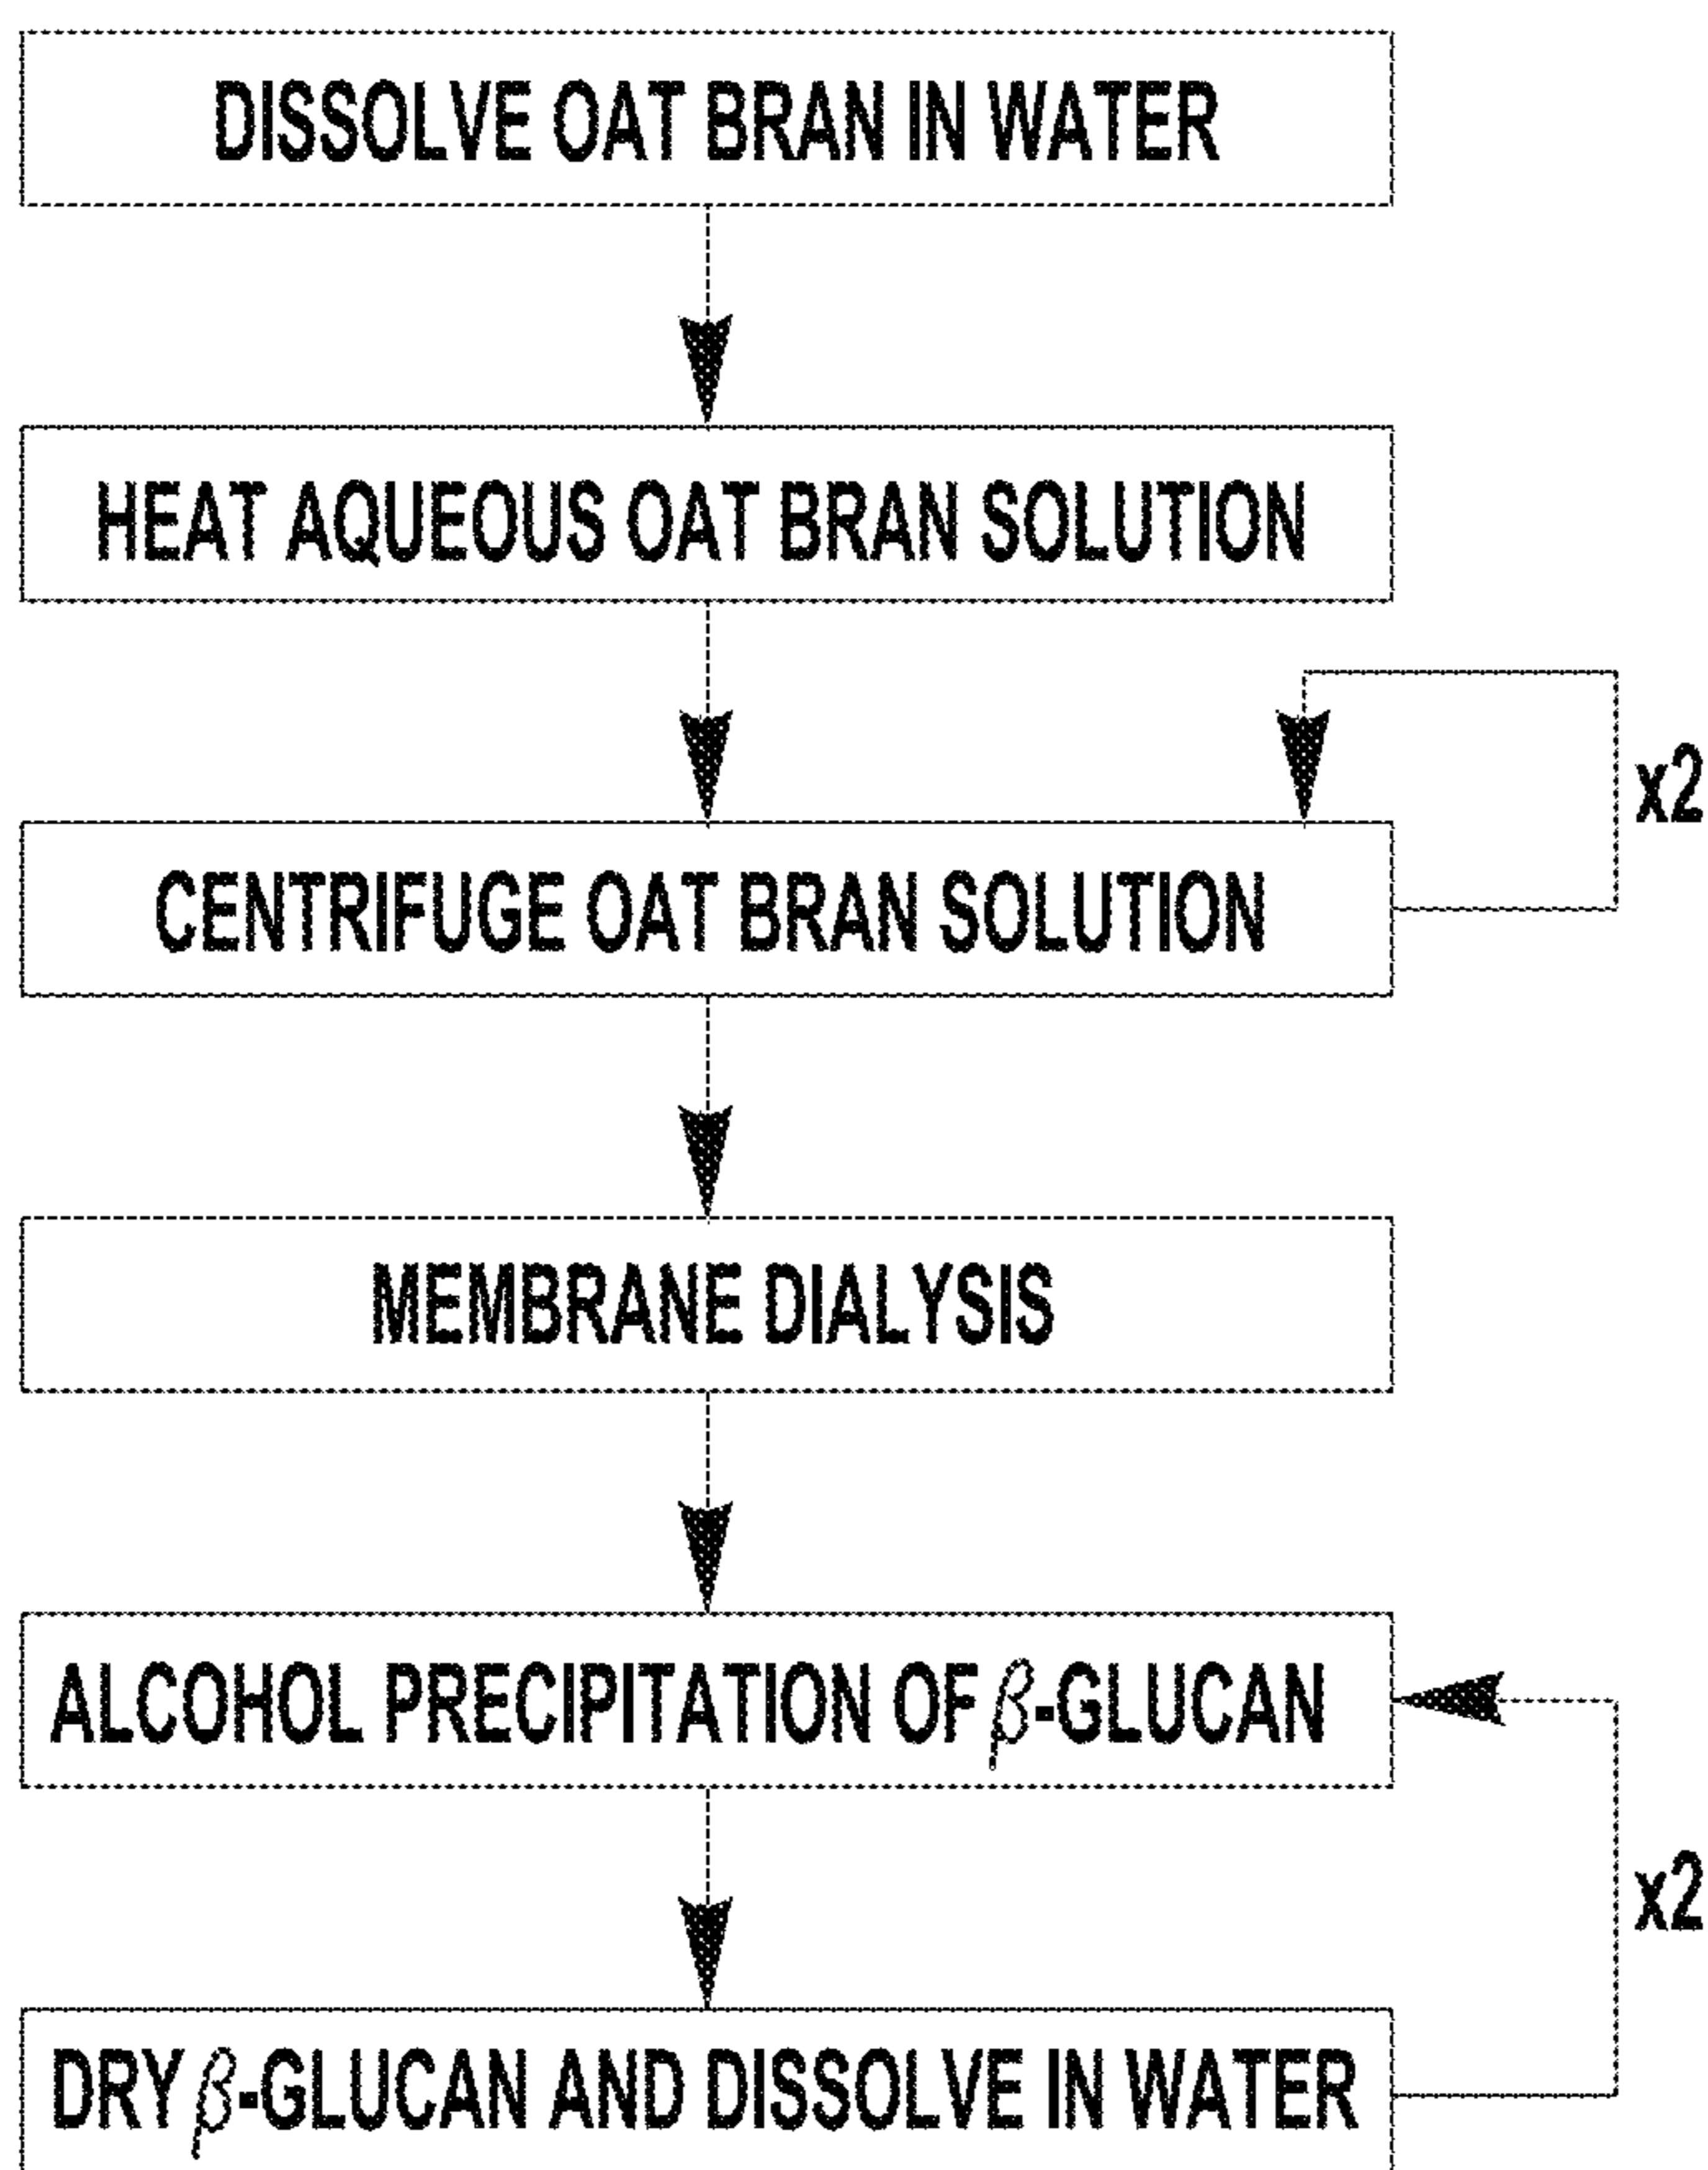 DISSOLVE OAT BRAN IN WATER
HEAT AQUEOUS OAT BRAN SOLUTION
x2
CENTRIFUGE OAT BRAN SOLUTION
MEMBRANE DIALYSIS
ALCOHOL PRECIPITATION OF β-GLUCAN
x2
DRY β-GLUCAN AND DISSOLVE IN WATER